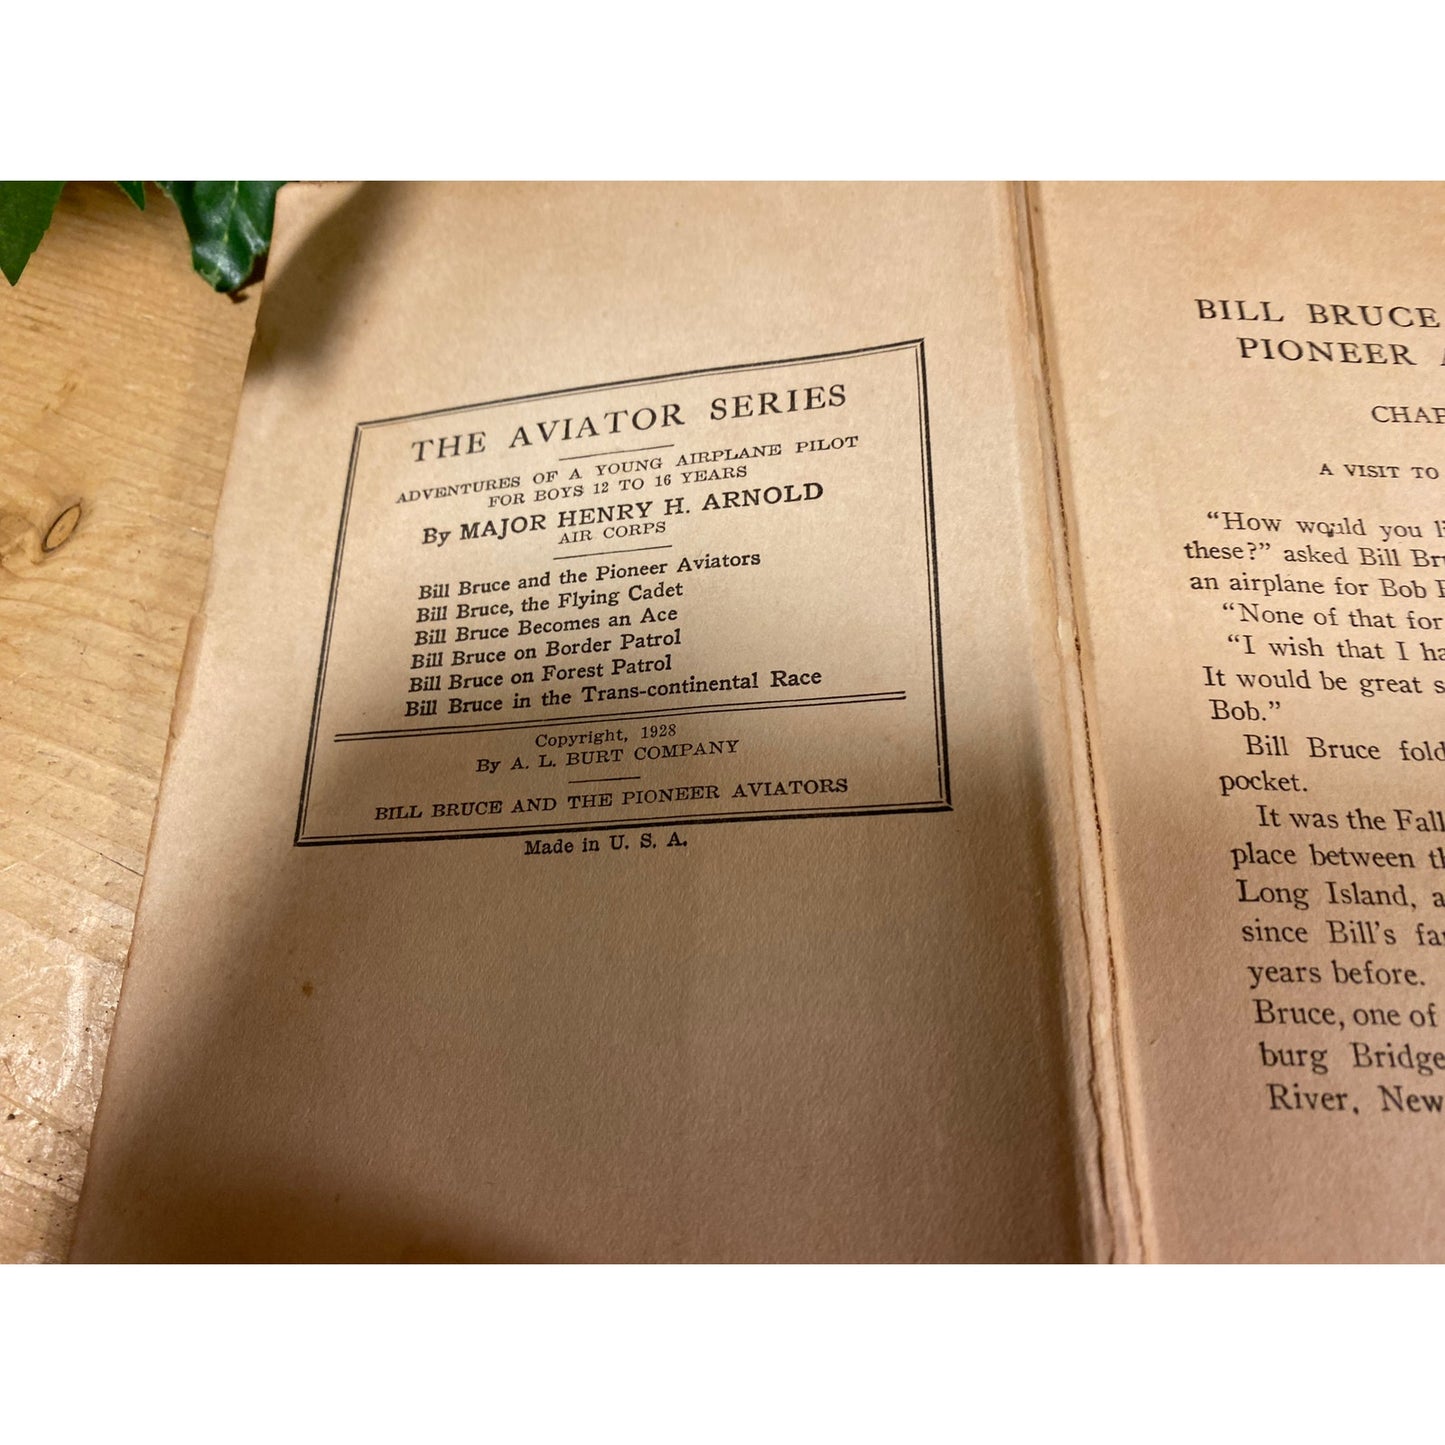 THE AVIATOR SERIES
ADVENTURES OF A YOUNG AIRPLANE PILOT
FOR BOYS 12 TO 16 YEARS
By MAJOR HENRY H. ARNOLD
AIR CORPS
Bill Bruce and the Pioneer Aviators
Bill Bruce, the Flying Cadet
Bill Bruce Becomes an Ace
Bill Bruce on Border Patrol
Bill Bruce on Forest Patrol
Bill Bruce in the Trans-continental Race
Copyright, 1928
By A. L. BURT COMPANY
BILL BRUCE AND THE PIONEER AVIATORS
Made in U. S. A.
BILL BRUCE
PIONEER
A VISIT TO
“How would you
these?” asked Bill
an airplane for Bob
“None of that for
“I wish that I
It would be great
Bob.”
Bill Bruce
pocket.
It was the Fall
place between
Long Island,
since Bill’s
years before.
Bruce, one of
burg Bridge
River, New